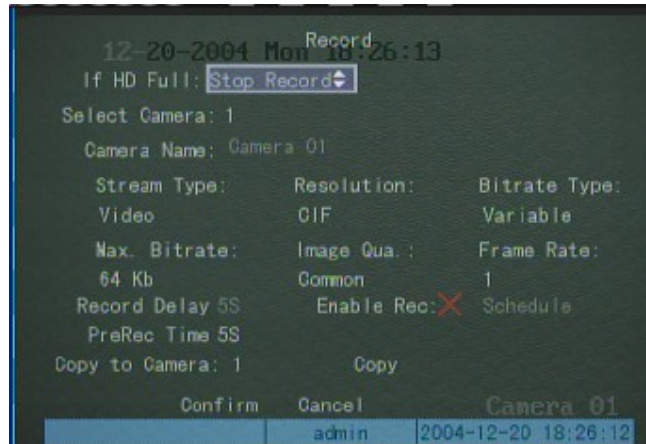 Record
12-20-2004 Mon 18:26:13
If HD Full: Stop Record
Select Camera: 1
Camera Name: Camera 01
Stream Type: Resolution: Bitrate Type:
Video CIF Variable
Max. Bitrate: Image Qua.: Frame Rate:
64 Kb Common 1
Record Delay 5S Enable Rec: Schedule
PreRec Time 5S
Copy to Camera: 1 Copy
Confirm Cancel Camera 01
admin 2004-12-20 18:26:12